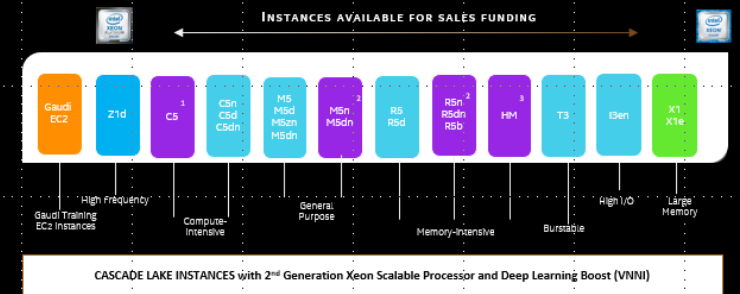 INSTANCES AVAILABLE FOR SALES FUNDING
Gaudi
EC2
Z1d
C5 1
C5n
C5d
C5dn
M5
M5d
M5zn
M5dn
M5n 2
M5dn
R5
R5d
R5n 2
R5dn
R5b
HM 3
T3
I3en
X1
X1e
Gaudi Training
EC2 Instances
High Frequency
Compute-
Intensive
General
Purpose
Memory-Intensive
Burstable
High I/O
Large
Memory
CASCADE LAKE INSTANCES with 2nd Generation Xeon Scalable Processor and Deep Learning Boost (VNNI)